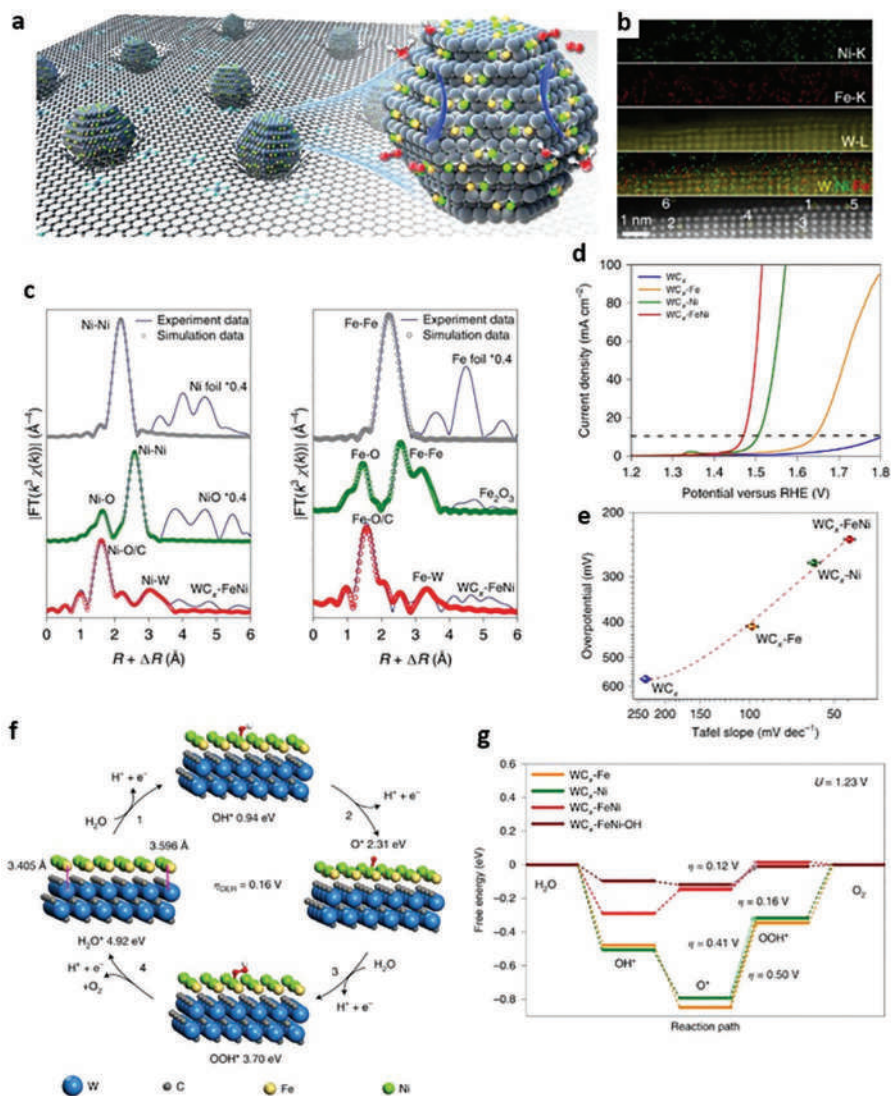 a
b
Ni-K
Fe-K
W-L
W Ni Fe
6 1 5
2 4 3
1 nm
c
Ni-Ni
Experiment data
Simulation data
Ni foil *0.4
Ni-Ni
Ni-O
NiO *0.4
Ni-O/C
Ni-W
WCₓ-FeNi
0 1 2 3 4 5 6
R + ΔR (Å)
|FT(k³ χ(k))| (Å⁻⁴)
Fe-Fe
Experiment data
Simulation data
Fe foil *0.4
Fe-O
Fe-Fe
Fe₂O₃
Fe-O/C
Fe-W
WCₓ-FeNi
0 1 2 3 4 5 6
R + ΔR (Å)
d
WCₓ
WCₓ-Fe
WCₓ-Ni
WCₓ-FeNi
100
80
60
40
20
0
1.2 1.3 1.4 1.5 1.6 1.7 1.8
Potential versus RHE (V)
Current density (mA cm⁻²)
e
200
300
400
500
600
WCₓ-FeNi
WCₓ-Ni
WCₓ-Fe
WCₓ
250 200 150 100 50
Tafel slope (mV dec⁻¹)
Overpotential (mV)
f
H⁺ + e⁻
H₂O
1
OH* 0.94 eV
2
H⁺ + e⁻
O* 2.31 eV
3.405 Å
3.596 Å
ηOER = 0.16 V
H₂O* 4.92 eV
H⁺ + e⁻
+O₂
4
3
H₂O
H⁺ + e⁻
OOH* 3.70 eV
W C Fe Ni
g
WCₓ-Fe
WCₓ-Ni
WCₓ-FeNi
WCₓ-FeNi-OH
U = 1.23 V
0.6
0.4
0.2
0
−0.2
−0.4
−0.6
−0.8
Free energy (eV)
H₂O
OH*
O*
OOH*
O₂
η = 0.12 V
η = 0.16 V
η = 0.41 V
η = 0.50 V
Reaction path